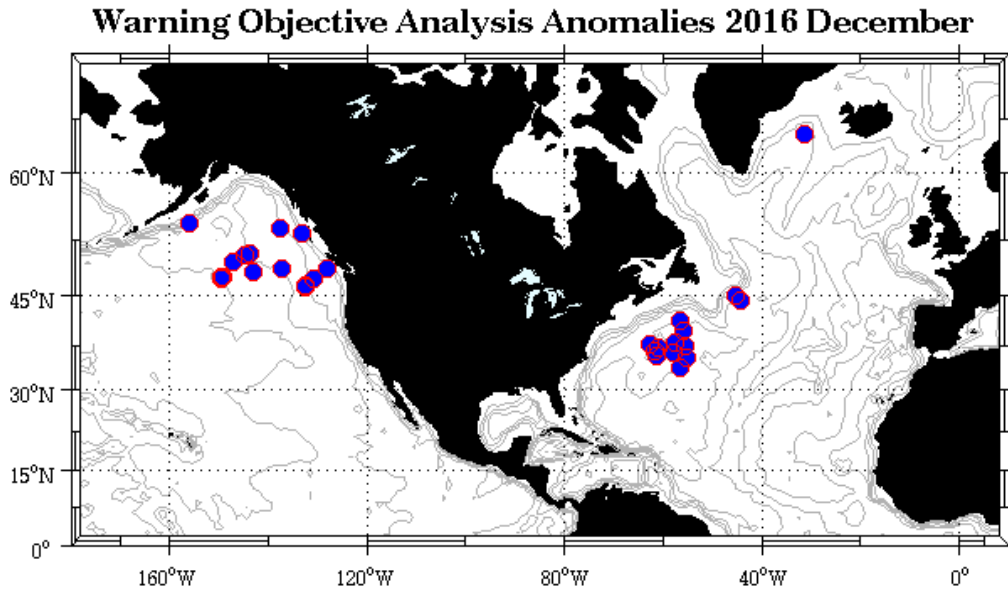 Warning Objective Analysis Anomalies 2016 December
60°N
45°N
30°N
15°N
0°
160°W 120°W 80°W 40°W 0°